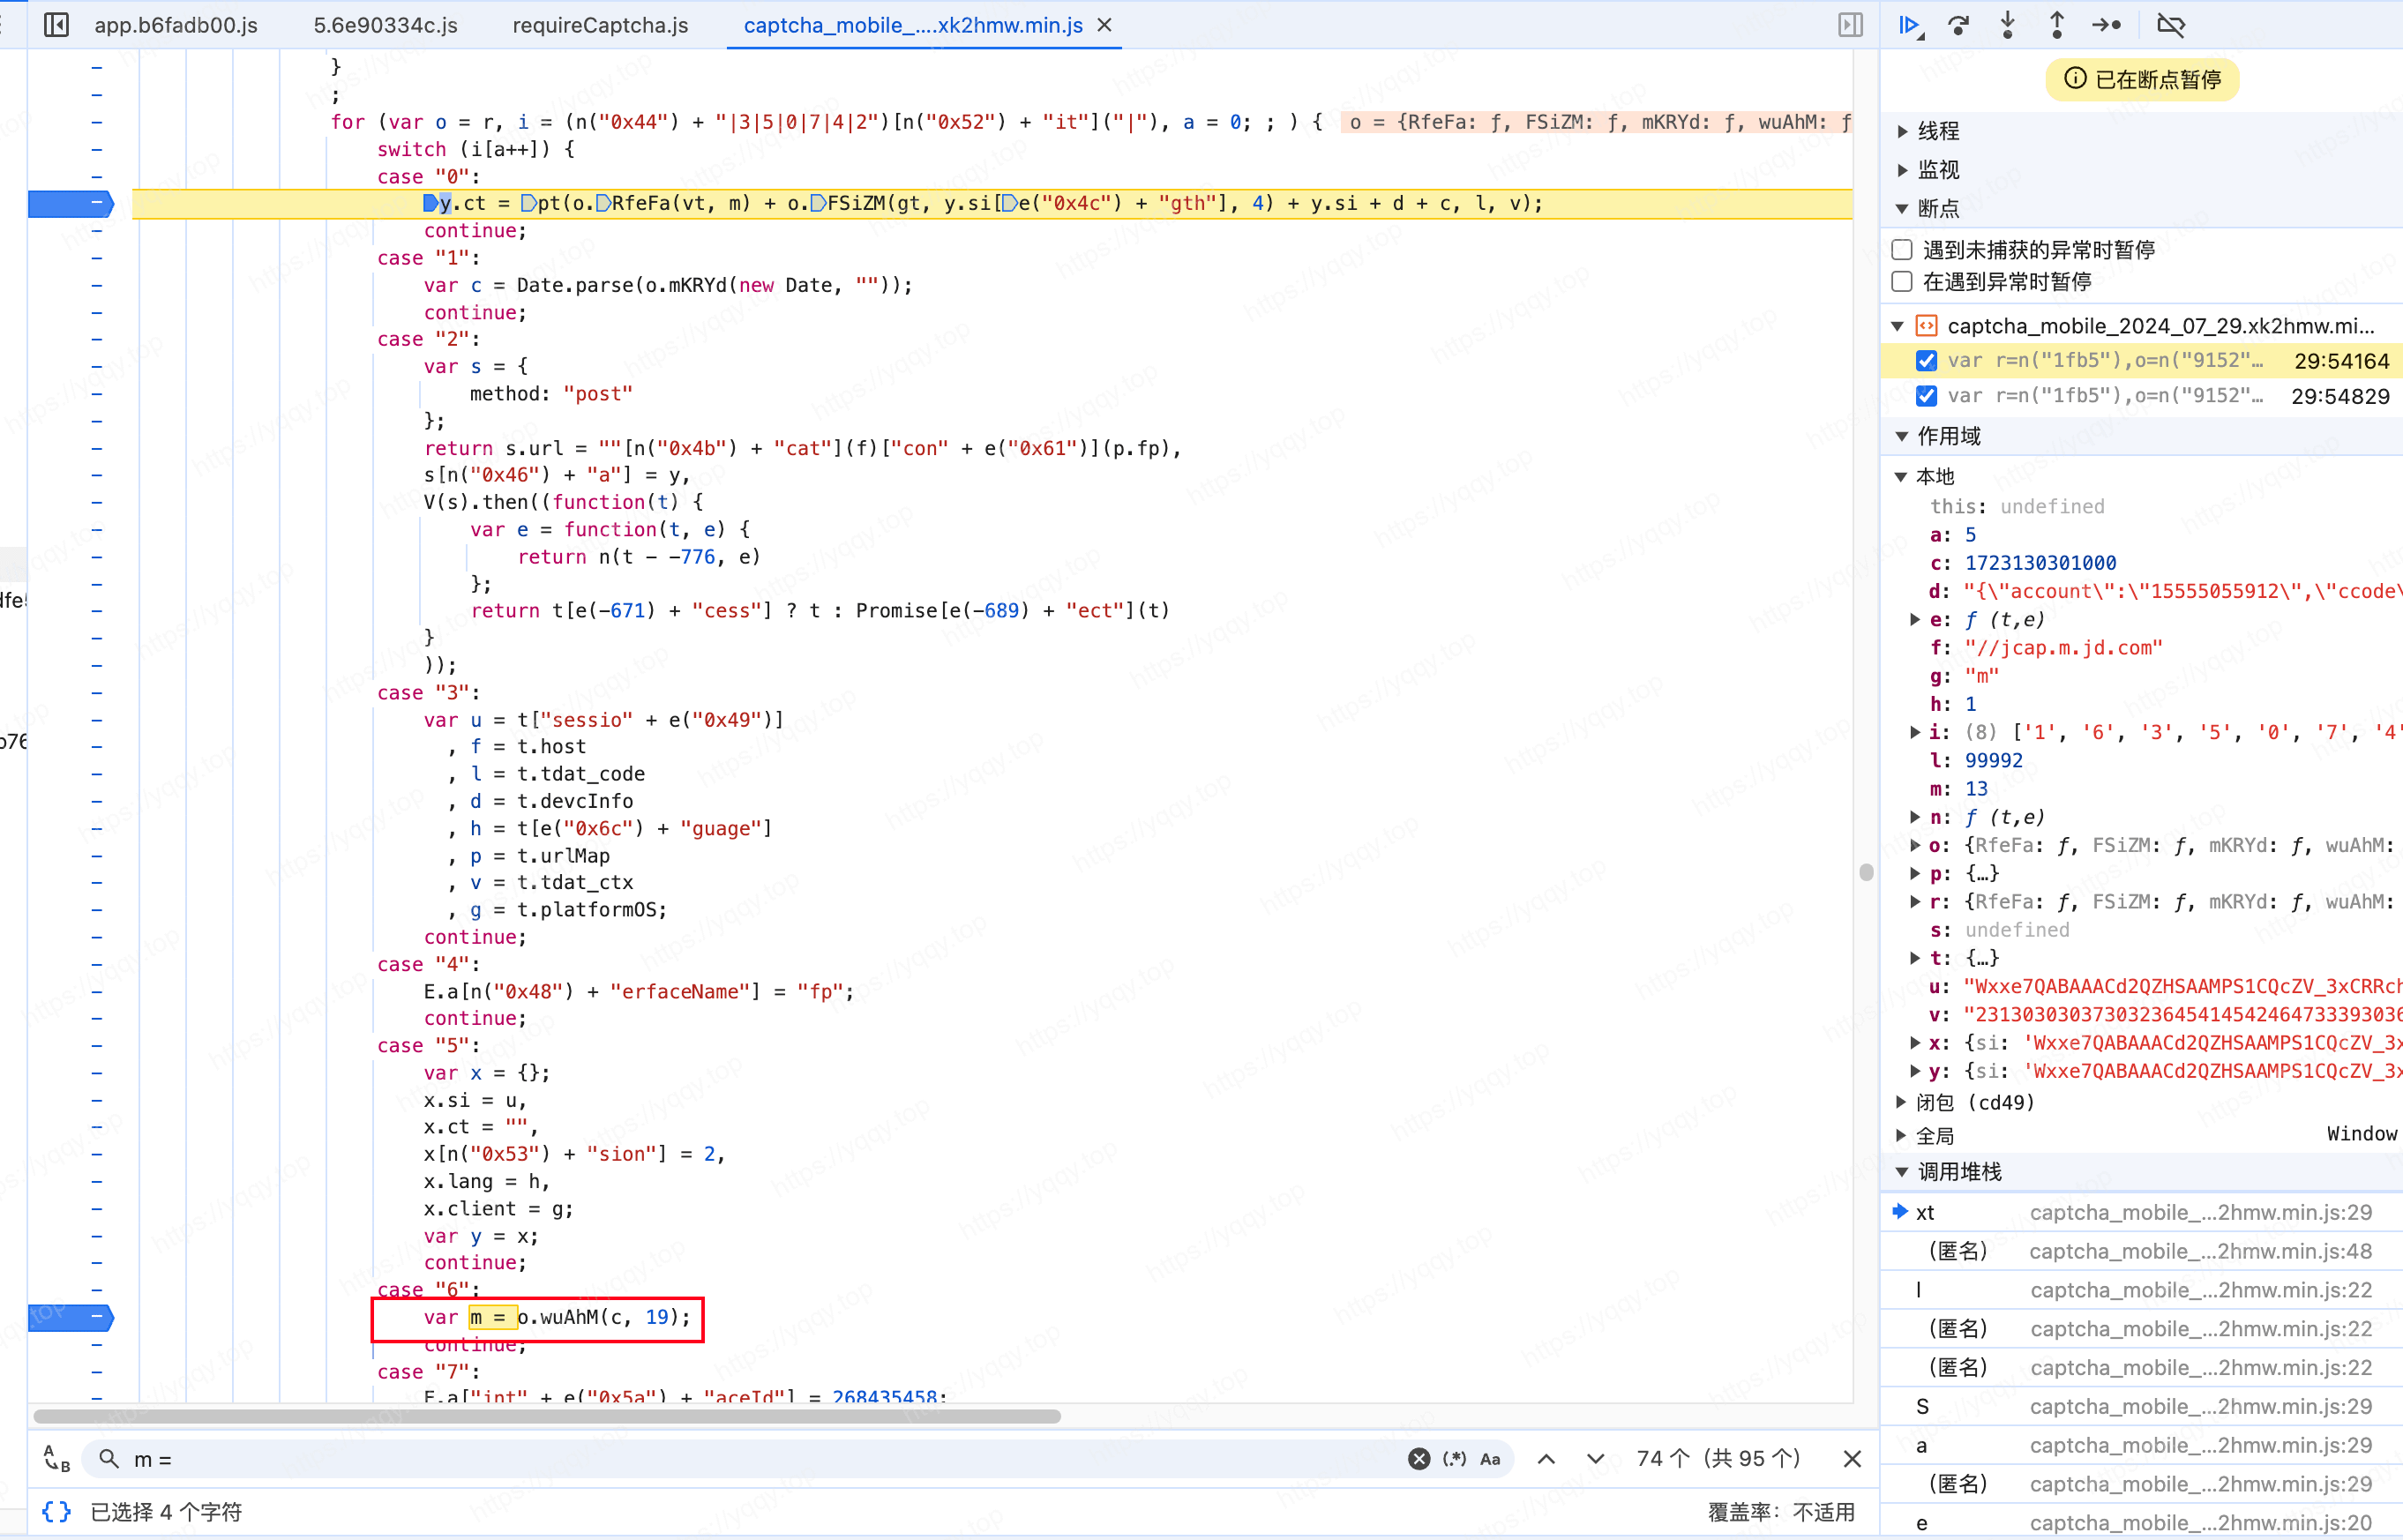 app.b6fadb00.js 5.6e90334c.js requireCaptcha.js captcha_mobile_....xk2hmw.min.js
}
;
for (var o = r, i = (n("0x44") + "|3|5|0|7|4|2")[n("0x52") + "it"]("|"), a = 0; ; ) { o = {RfeFa: ƒ, FSiZM: ƒ, mKRYd: ƒ, wuAhM: ƒ
switch (i[a++]) {
case "0":
y.ct = pt(o.RfeFa(vt, m) + o.FSiZM(gt, y.si[e("0x4c") + "gth"], 4) + y.si + d + c, l, v);
continue;
case "1":
var c = Date.parse(o.mKRYd(new Date, ""));
continue;
case "2":
var s = {
method: "post"
};
return s.url = ""[n("0x4b") + "cat"](f)["con" + e("0x61")](p.fp),
s[n("0x46") + "a"] = y,
V(s).then((function(t) {
var e = function(t, e) {
return n(t - -776, e)
};
return t[e(-671) + "cess"] ? t : Promise[e(-689) + "ect"](t)
}
));
case "3":
var u = t["sessio" + e("0x49")]
, f = t.host
, l = t.tdat_code
, d = t.devcInfo
, h = t[e("0x6c") + "guage"]
, p = t.urlMap
, v = t.tdat_ctx
, g = t.platformOS;
continue;
case "4":
E.a[n("0x48") + "erfaceName"] = "fp";
continue;
case "5":
var x = {};
x.si = u,
x.ct = "",
x[n("0x53") + "sion"] = 2,
x.lang = h,
x.client = g;
var y = x;
continue;
case "6":
var m = o.wuAhM(c, 19);
continue;
case "7":
E.a["int" + e("0x5a") + "aceId"] = 268435458;
m =
74 个 (共 95 个)
已选择 4 个字符
覆盖率: 不适用
已在断点暂停
线程
监视
断点
遇到未捕获的异常时暂停
在遇到异常时暂停
captcha_mobile_2024_07_29.xk2hmw.mi...
var r=n("1fb5"),o=n("9152"... 29:54164
var r=n("1fb5"),o=n("9152"... 29:54829
作用域
本地
this: undefined
a: 5
c: 1723130301000
d: "{\"account\":\"15555055912\",\"ccode\
e: ƒ (t,e)
f: "//jcap.m.jd.com"
g: "m"
h: 1
i: (8) ['1', '6', '3', '5', '0', '7', '4'
l: 99992
m: 13
n: ƒ (t,e)
o: {RfeFa: ƒ, FSiZM: ƒ, mKRYd: ƒ, wuAhM:
p: {…}
r: {RfeFa: ƒ, FSiZM: ƒ, mKRYd: ƒ, wuAhM:
s: undefined
t: {…}
u: "Wxxe7QABAAACd2QZHSAAMPS1CQcZV_3xCRRch
v: "231303030373032364541454246473339303​6
x: {si: 'Wxxe7QABAAACd2QZHSAAMPS1CQcZV_3x
y: {si: 'Wxxe7QABAAACd2QZHSAAMPS1CQcZV_3x
闭包 (cd49)
全局 Window
调用堆栈
xt captcha_mobile_...2hmw.min.js:29
(匿名) captcha_mobile_...2hmw.min.js:48
l captcha_mobile_...2hmw.min.js:22
(匿名) captcha_mobile_...2hmw.min.js:22
(匿名) captcha_mobile_...2hmw.min.js:22
S captcha_mobile_...2hmw.min.js:29
a captcha_mobile_...2hmw.min.js:29
(匿名) captcha_mobile_...2hmw.min.js:29
e captcha_mobile_...2hmw.min.js:20
https://yqqy.top